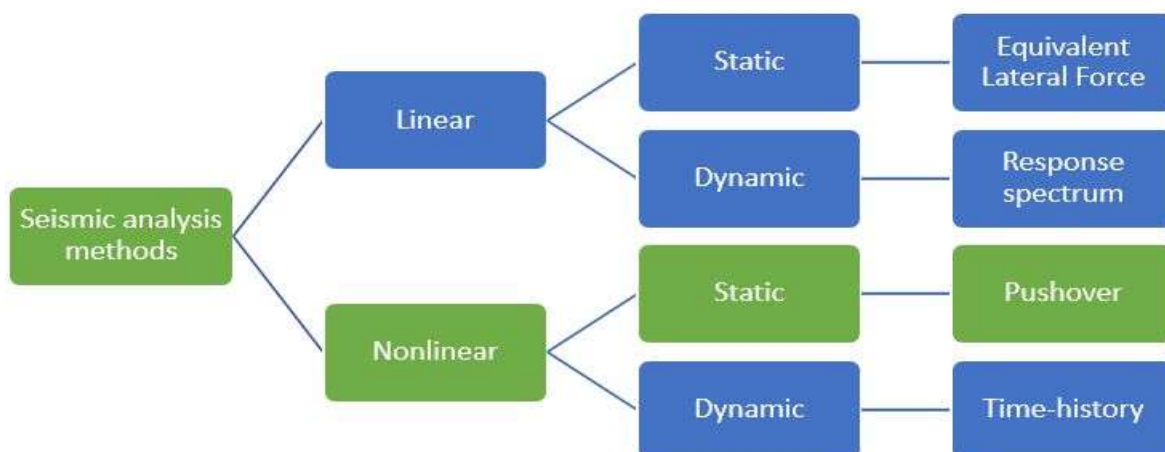 Seismic analysis
methods
Linear
Static
Equivalent
Lateral Force
Dynamic
Response
spectrum
Nonlinear
Static
Pushover
Dynamic
Time-history